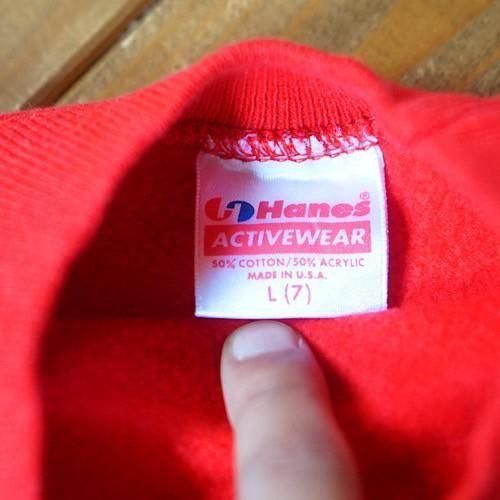 Hanes®
ACTIVEWEAR
50% COTTON/50% ACRYLIC
MADE IN U.S.A.
L (7)